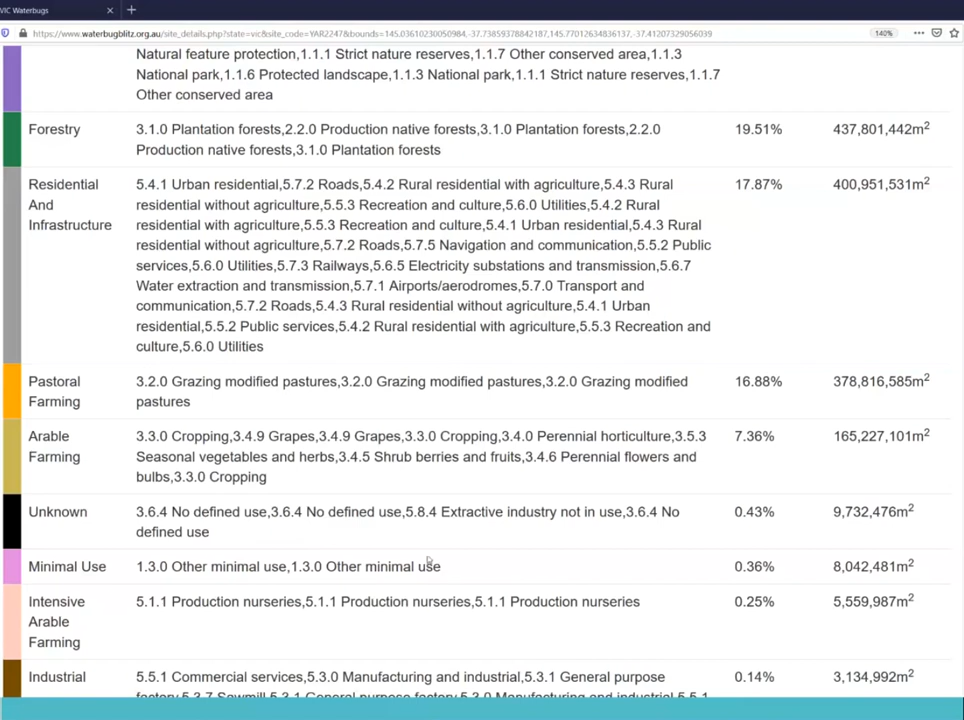 VIC Waterbugs
https://www.waterbugblitz.org.au/site_details.php?state=vic&site_code=YAR2247&bounds=145.03610230050984,-37.73859378842187,145.77012634836137,-37.41207329056039
140%
Natural feature protection,1.1.1 Strict nature reserves,1.1.7 Other conserved area,1.1.3
National park,1.1.6 Protected landscape,1.1.3 National park,1.1.1 Strict nature reserves,1.1.7
Other conserved area
Forestry
3.1.0 Plantation forests,2.2.0 Production native forests,3.1.0 Plantation forests,2.2.0
Production native forests,3.1.0 Plantation forests
19.51%
437,801,442m²
Residential
And
Infrastructure
5.4.1 Urban residential,5.7.2 Roads,5.4.2 Rural residential with agriculture,5.4.3 Rural
residential without agriculture,5.5.3 Recreation and culture,5.6.0 Utilities,5.4.2 Rural
residential with agriculture,5.5.3 Recreation and culture,5.4.1 Urban residential,5.4.3 Rural
residential without agriculture,5.7.2 Roads,5.7.5 Navigation and communication,5.5.2 Public
services,5.6.0 Utilities,5.7.3 Railways,5.6.5 Electricity substations and transmission,5.6.7
Water extraction and transmission,5.7.1 Airports/aerodromes,5.7.0 Transport and
communication,5.7.2 Roads,5.4.3 Rural residential without agriculture,5.4.1 Urban
residential,5.5.2 Public services,5.4.2 Rural residential with agriculture,5.5.3 Recreation and
culture,5.6.0 Utilities
17.87%
400,951,531m²
Pastoral
Farming
3.2.0 Grazing modified pastures,3.2.0 Grazing modified pastures,3.2.0 Grazing modified
pastures
16.88%
378,816,585m²
Arable
Farming
3.3.0 Cropping,3.4.9 Grapes,3.4.9 Grapes,3.3.0 Cropping,3.4.0 Perennial horticulture,3.5.3
Seasonal vegetables and herbs,3.4.5 Shrub berries and fruits,3.4.6 Perennial flowers and
bulbs,3.3.0 Cropping
7.36%
165,227,101m²
Unknown
3.6.4 No defined use,3.6.4 No defined use,5.8.4 Extractive industry not in use,3.6.4 No
defined use
0.43%
9,732,476m²
Minimal Use
1.3.0 Other minimal use,1.3.0 Other minimal use
0.36%
8,042,481m²
Intensive
Arable
Farming
5.1.1 Production nurseries,5.1.1 Production nurseries,5.1.1 Production nurseries
0.25%
5,559,987m²
Industrial
5.5.1 Commercial services,5.3.0 Manufacturing and industrial,5.3.1 General purpose
factory,5.3.7 Sawmill,5.3.1 General purpose factory,5.3.0 Manufacturing and industrial,5.5.1
0.14%
3,134,992m²